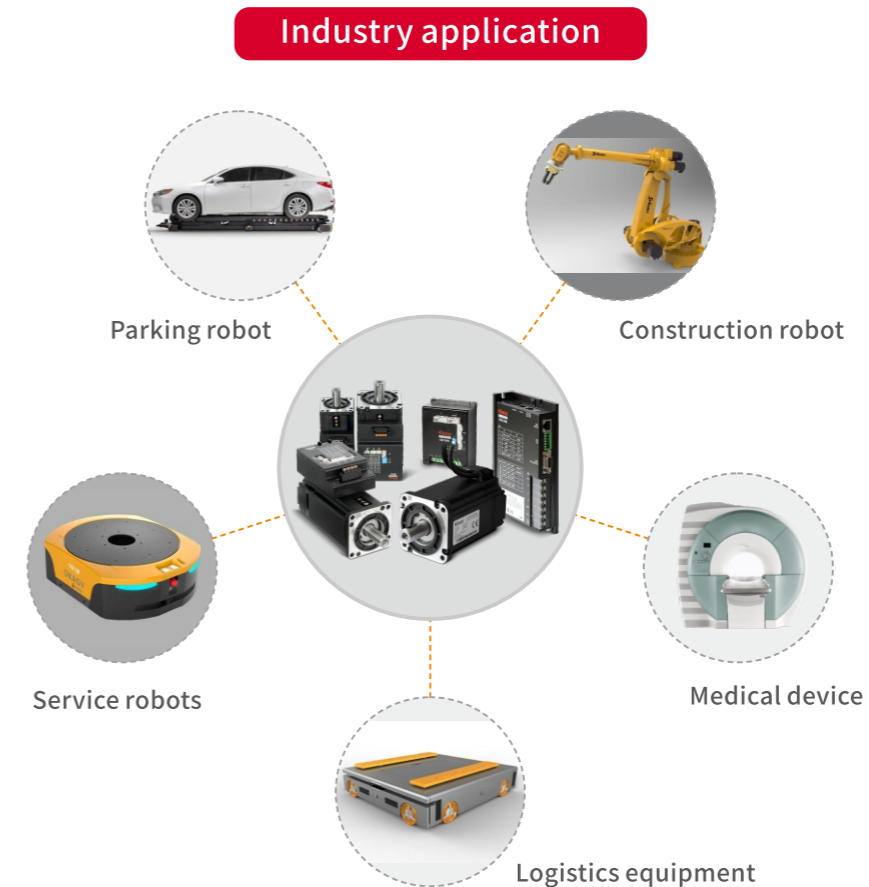 Industry application
Parking robot
Construction robot
Service robots
Medical device
Logistics equipment